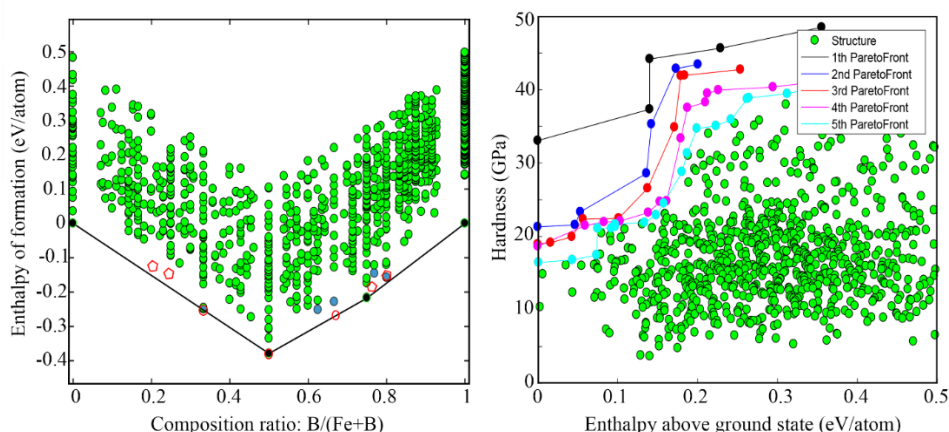 0.5
0.4
0.3
0.2
0.1
0
-0.1
-0.2
-0.3
-0.4
Enthalpy of formation (eV/atom)
0
0.2
0.4
0.6
0.8
1
Composition ratio: B/(Fe+B)
50
40
30
20
10
0
Hardness (GPa)
Structure
1th ParetoFront
2nd ParetoFront
3rd ParetoFront
4th ParetoFront
5th ParetoFront
0
0.1
0.2
0.3
0.4
0.5
Enthalpy above ground state (eV/atom)